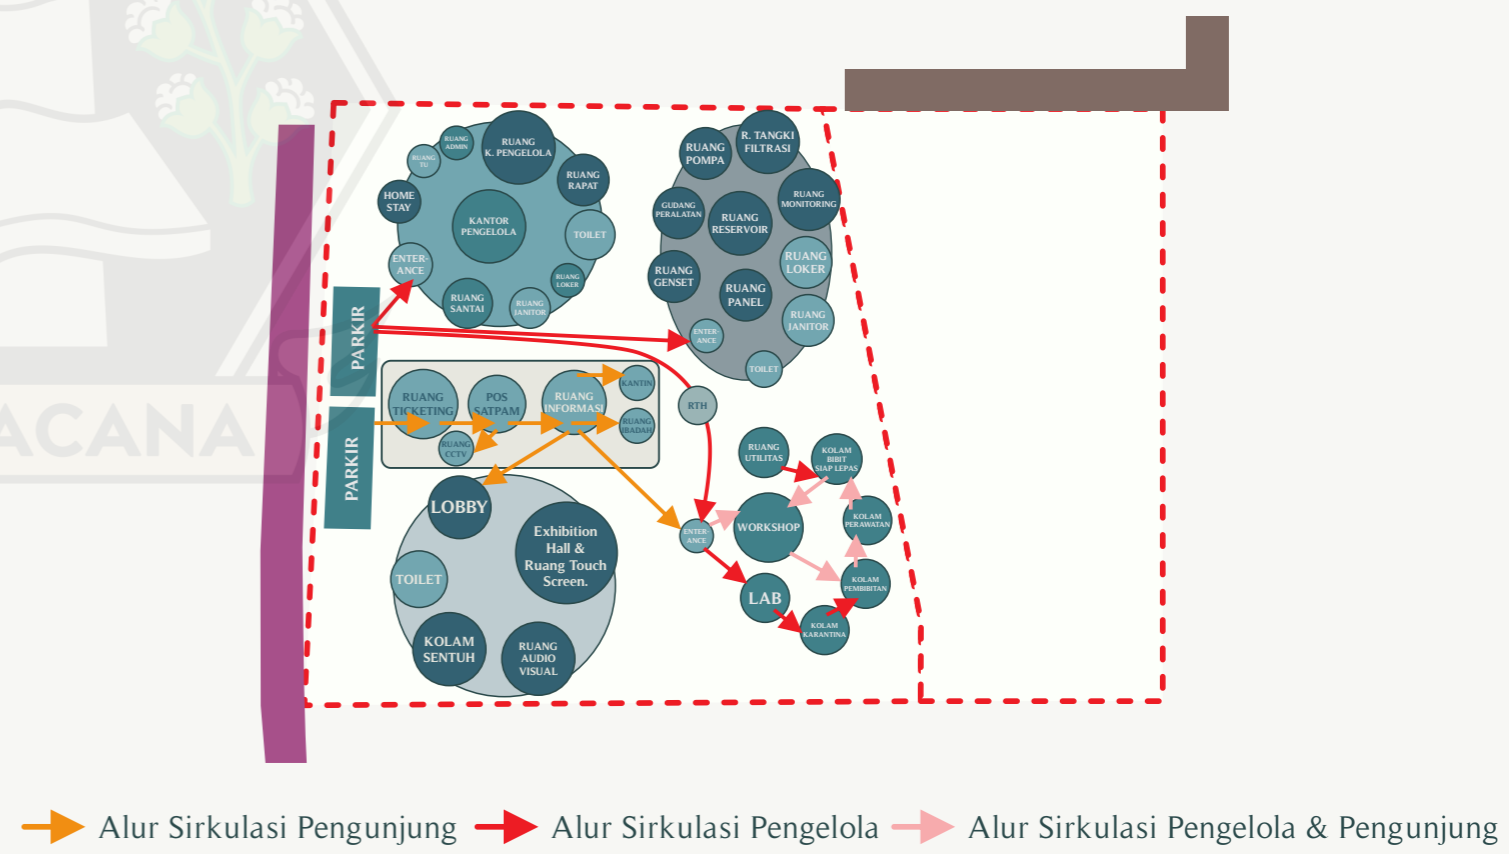 RUANG
ADMIN
RUANG
K. PENGELOLA
RUANG
TU
RUANG
RAPAT
HOME
STAY
KANTOR
PENGELOLA
TOILET
ENTER-
ANCE
RUANG
LOKER
RUANG
SANTAI
RUANG
JANITOR
RUANG
POMPA
R. TANGKI
FILTRASI
GUDANG
PERALATAN
RUANG
RESERVOIR
RUANG
MONITORING
RUANG
GENSET
RUANG
PANEL
RUANG
LOKER
RUANG
JANITOR
ENTER-
ANCE
TOILET
PARKIR
PARKIR
RUANG
TICKETING
POS
SATPAM
RUANG
INFORMASI
KANTIN
RUANG
IBADAH
RUANG
CCTV
RTH
LOBBY
Exhibition
Hall &
Ruang Touch
Screen.
TOILET
KOLAM
SENTUH
RUANG
AUDIO
VISUAL
RUANG
UTILITAS
KOLAM
BIBIT
SIAP LEPAS
ENTER-
ANCE
WORKSHOP
KOLAM
PERAWATAN
LAB
KOLAM
PEMBIBITAN
KOLAM
KARANTINA
ACANA
Alur Sirkulasi Pengunjung
Alur Sirkulasi Pengelola
Alur Sirkulasi Pengelola & Pengunjung